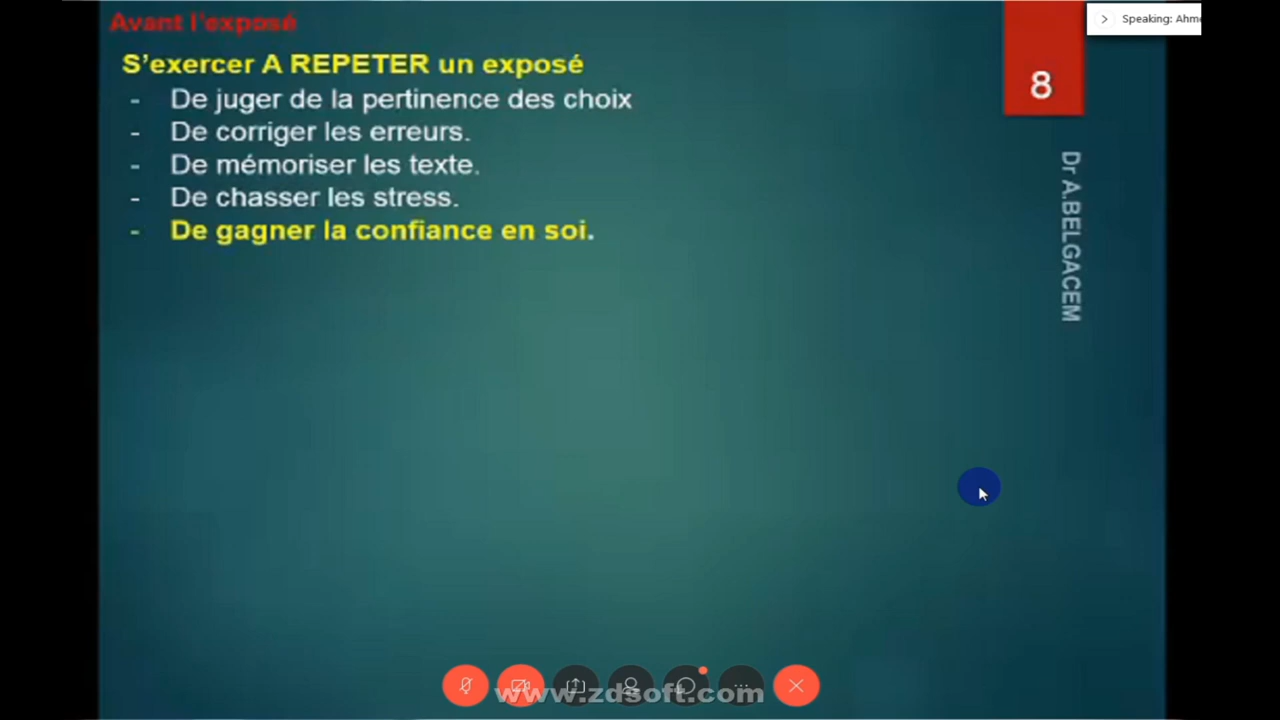 Avant l'exposé
Speaking: Ahme
S'exercer A REPETER un exposé
8
- De juger de la pertinence des choix
- De corriger les erreurs.
- De mémoriser les texte.
- De chasser les stress.
- De gagner la confiance en soi.
Dr A.BELGACEM
www.zdsoft.com